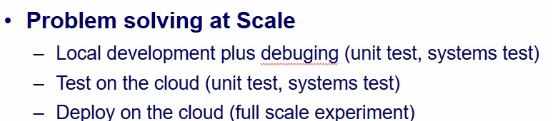 • Problem solving at Scale
– Local development plus debuging (unit test, systems test)
– Test on the cloud (unit test, systems test)
– Deploy on the cloud (full scale experiment)